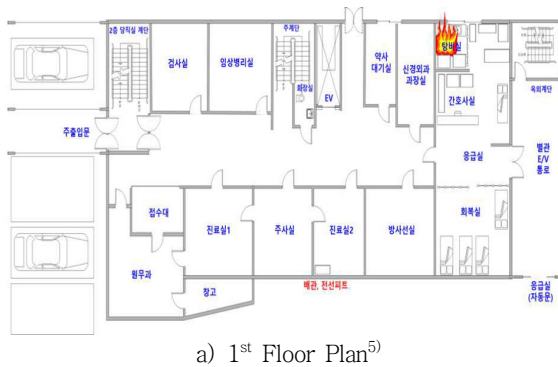 2층 당직실 계단
검사실
임상병리실
주계단
화장실
EV
약사
대기실
신경외과
과장실
탕비실
간호사실
옥외계단
주출입문
응급실
별관
E/V
통로
접수대
진료실1
주사실
진료실2
방사선실
회복실
원무과
창고
배관, 전선피트
응급실
(자동문)
a) 1st Floor Plan5)